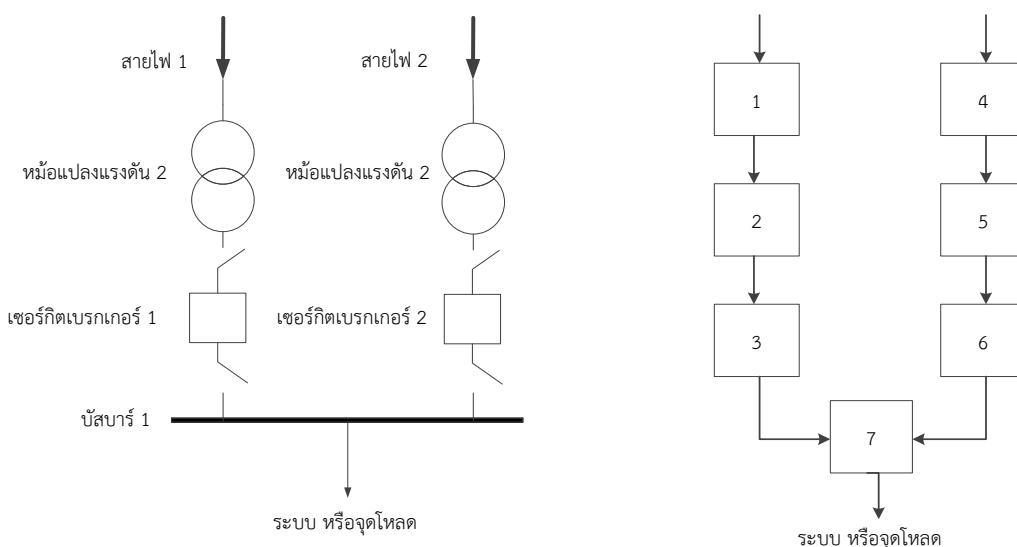 สายไฟ 1
สายไฟ 2
หม้อแปลงแรงดัน 2
หม้อแปลงแรงดัน 2
เซอร์กิตเบรกเกอร์ 1
เซอร์กิตเบรกเกอร์ 2
บัสบาร์ 1
ระบบ หรือจุดโหลด
1
4
2
5
3
6
7
ระบบ หรือจุดโหลด